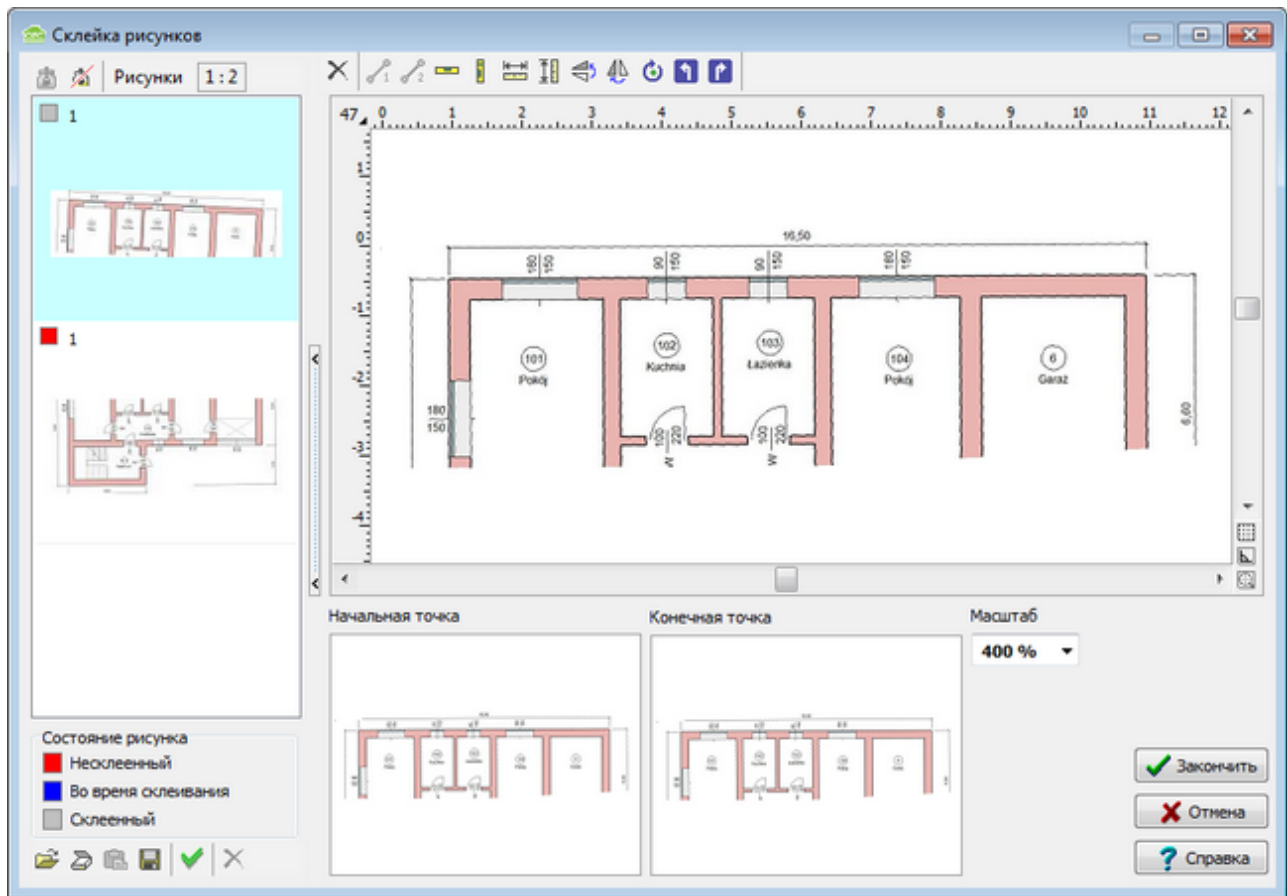 Склейка рисунков
Рисунки 1:2
1
1
Состояние рисунка
Несклеенный
Во время склеивания
Склеенный
1 2
47 0 1 2 3 4 5 6 7 8 9 10 11 12
1
0
-1
-2
-3
-4
16,50
180 150
90 150
90 150
180 150
101 Pokój
102 Kuchnia
103 Łazienka
104 Pokój
6 Garaż
180
150
100 220 W
100 220 W
6,60
Начальная точка
Конечная точка
Масштаб
400 %
Закончить
Отмена
Справка